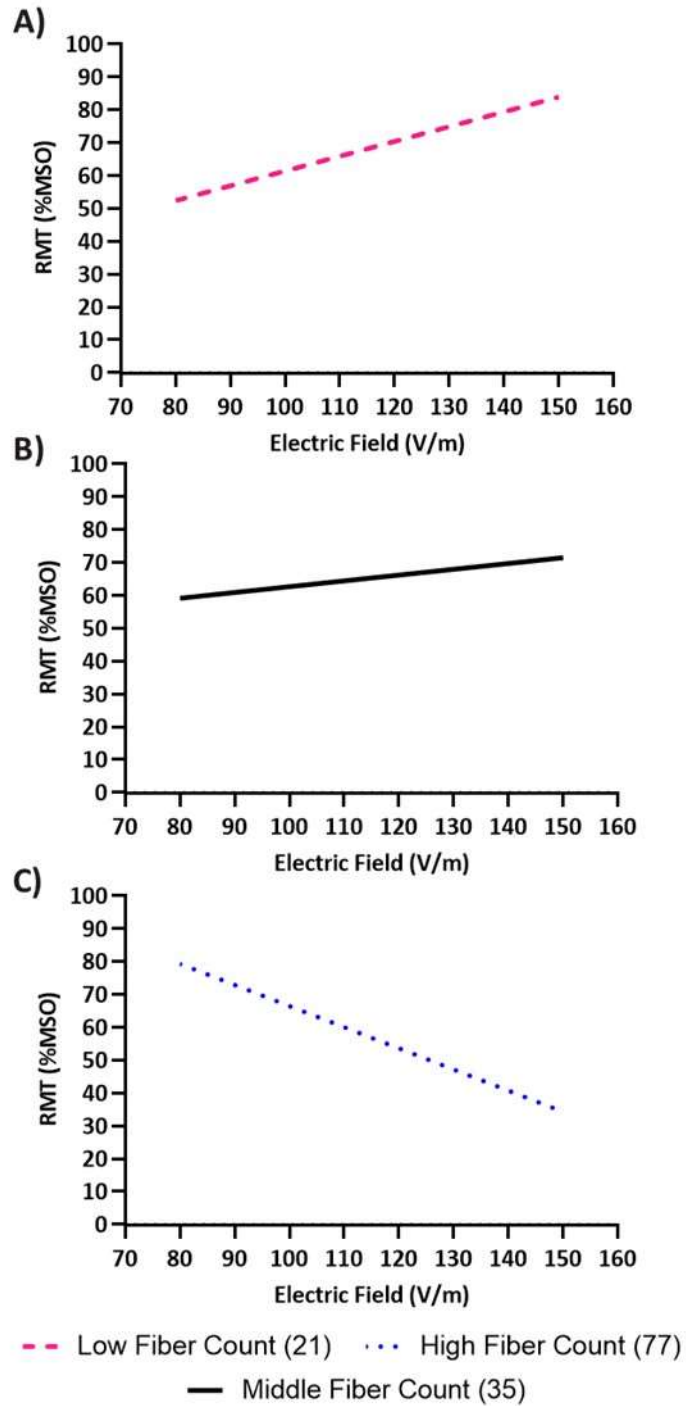 A)
100
90
80
70
60
50
40
30
20
10
0
RMT (%MSO)
70 80 90 100 110 120 130 140 150 160
Electric Field (V/m)
B)
100
90
80
70
60
50
40
30
20
10
0
RMT (%MSO)
70 80 90 100 110 120 130 140 150 160
Electric Field (V/m)
C)
100
90
80
70
60
50
40
30
20
10
0
RMT (%MSO)
70 80 90 100 110 120 130 140 150 160
Electric Field (V/m)
Low Fiber Count (21) High Fiber Count (77)
Middle Fiber Count (35)